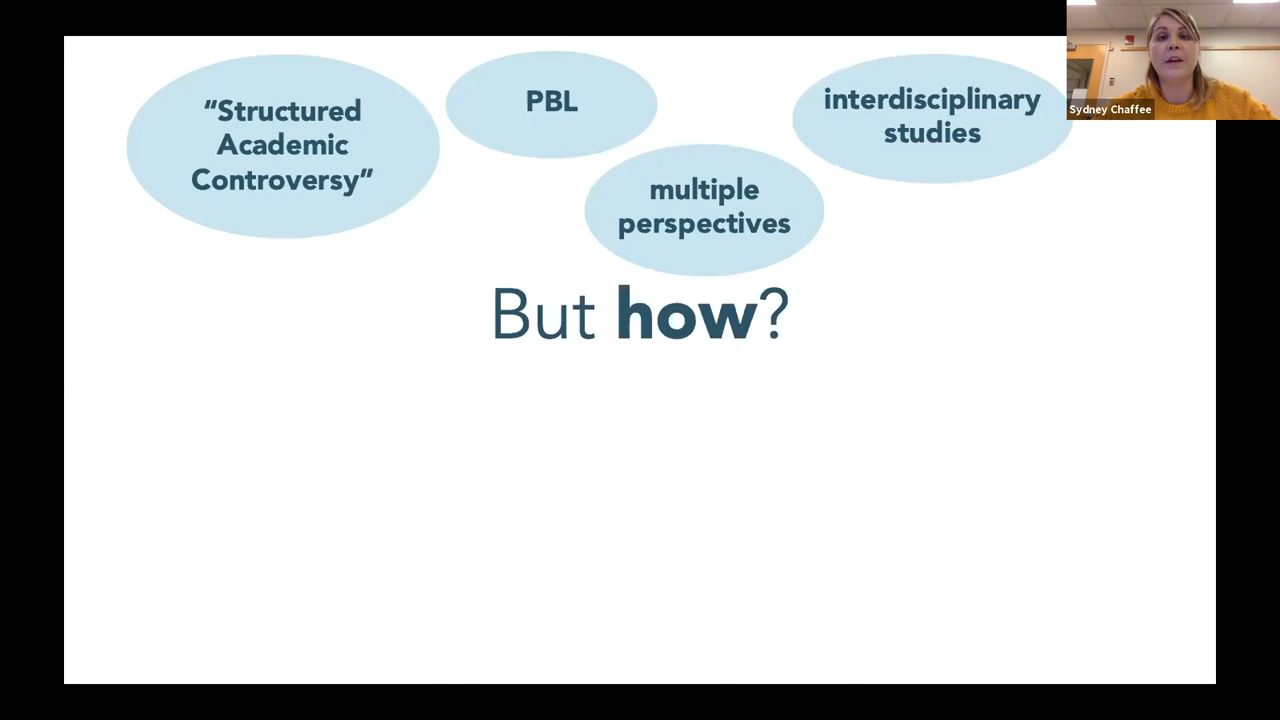 "Structured
Academic
Controversy"
PBL
multiple
perspectives
interdisciplinary
studies
Sydney Chaffee
But how?